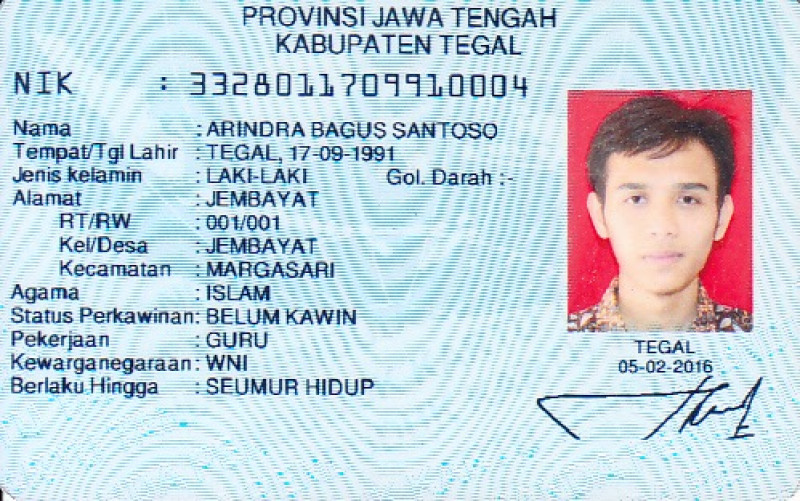 PROVINSI JAWA TENGAH
KABUPATEN TEGAL
NIK : 3328011709910004
Nama : ARINDRA BAGUS SANTOSO
Tempat/Tgl Lahir : TEGAL, 17-09-1991
Jenis kelamin : LAKI-LAKI Gol. Darah :-
Alamat : JEMBAYAT
RT/RW : 001/001
Kel/Desa : JEMBAYAT
Kecamatan : MARGASARI
Agama : ISLAM
Status Perkawinan: BELUM KAWIN
Pekerjaan : GURU
Kewarganegaraan: WNI
Berlaku Hingga : SEUMUR HIDUP
TEGAL
05-02-2016